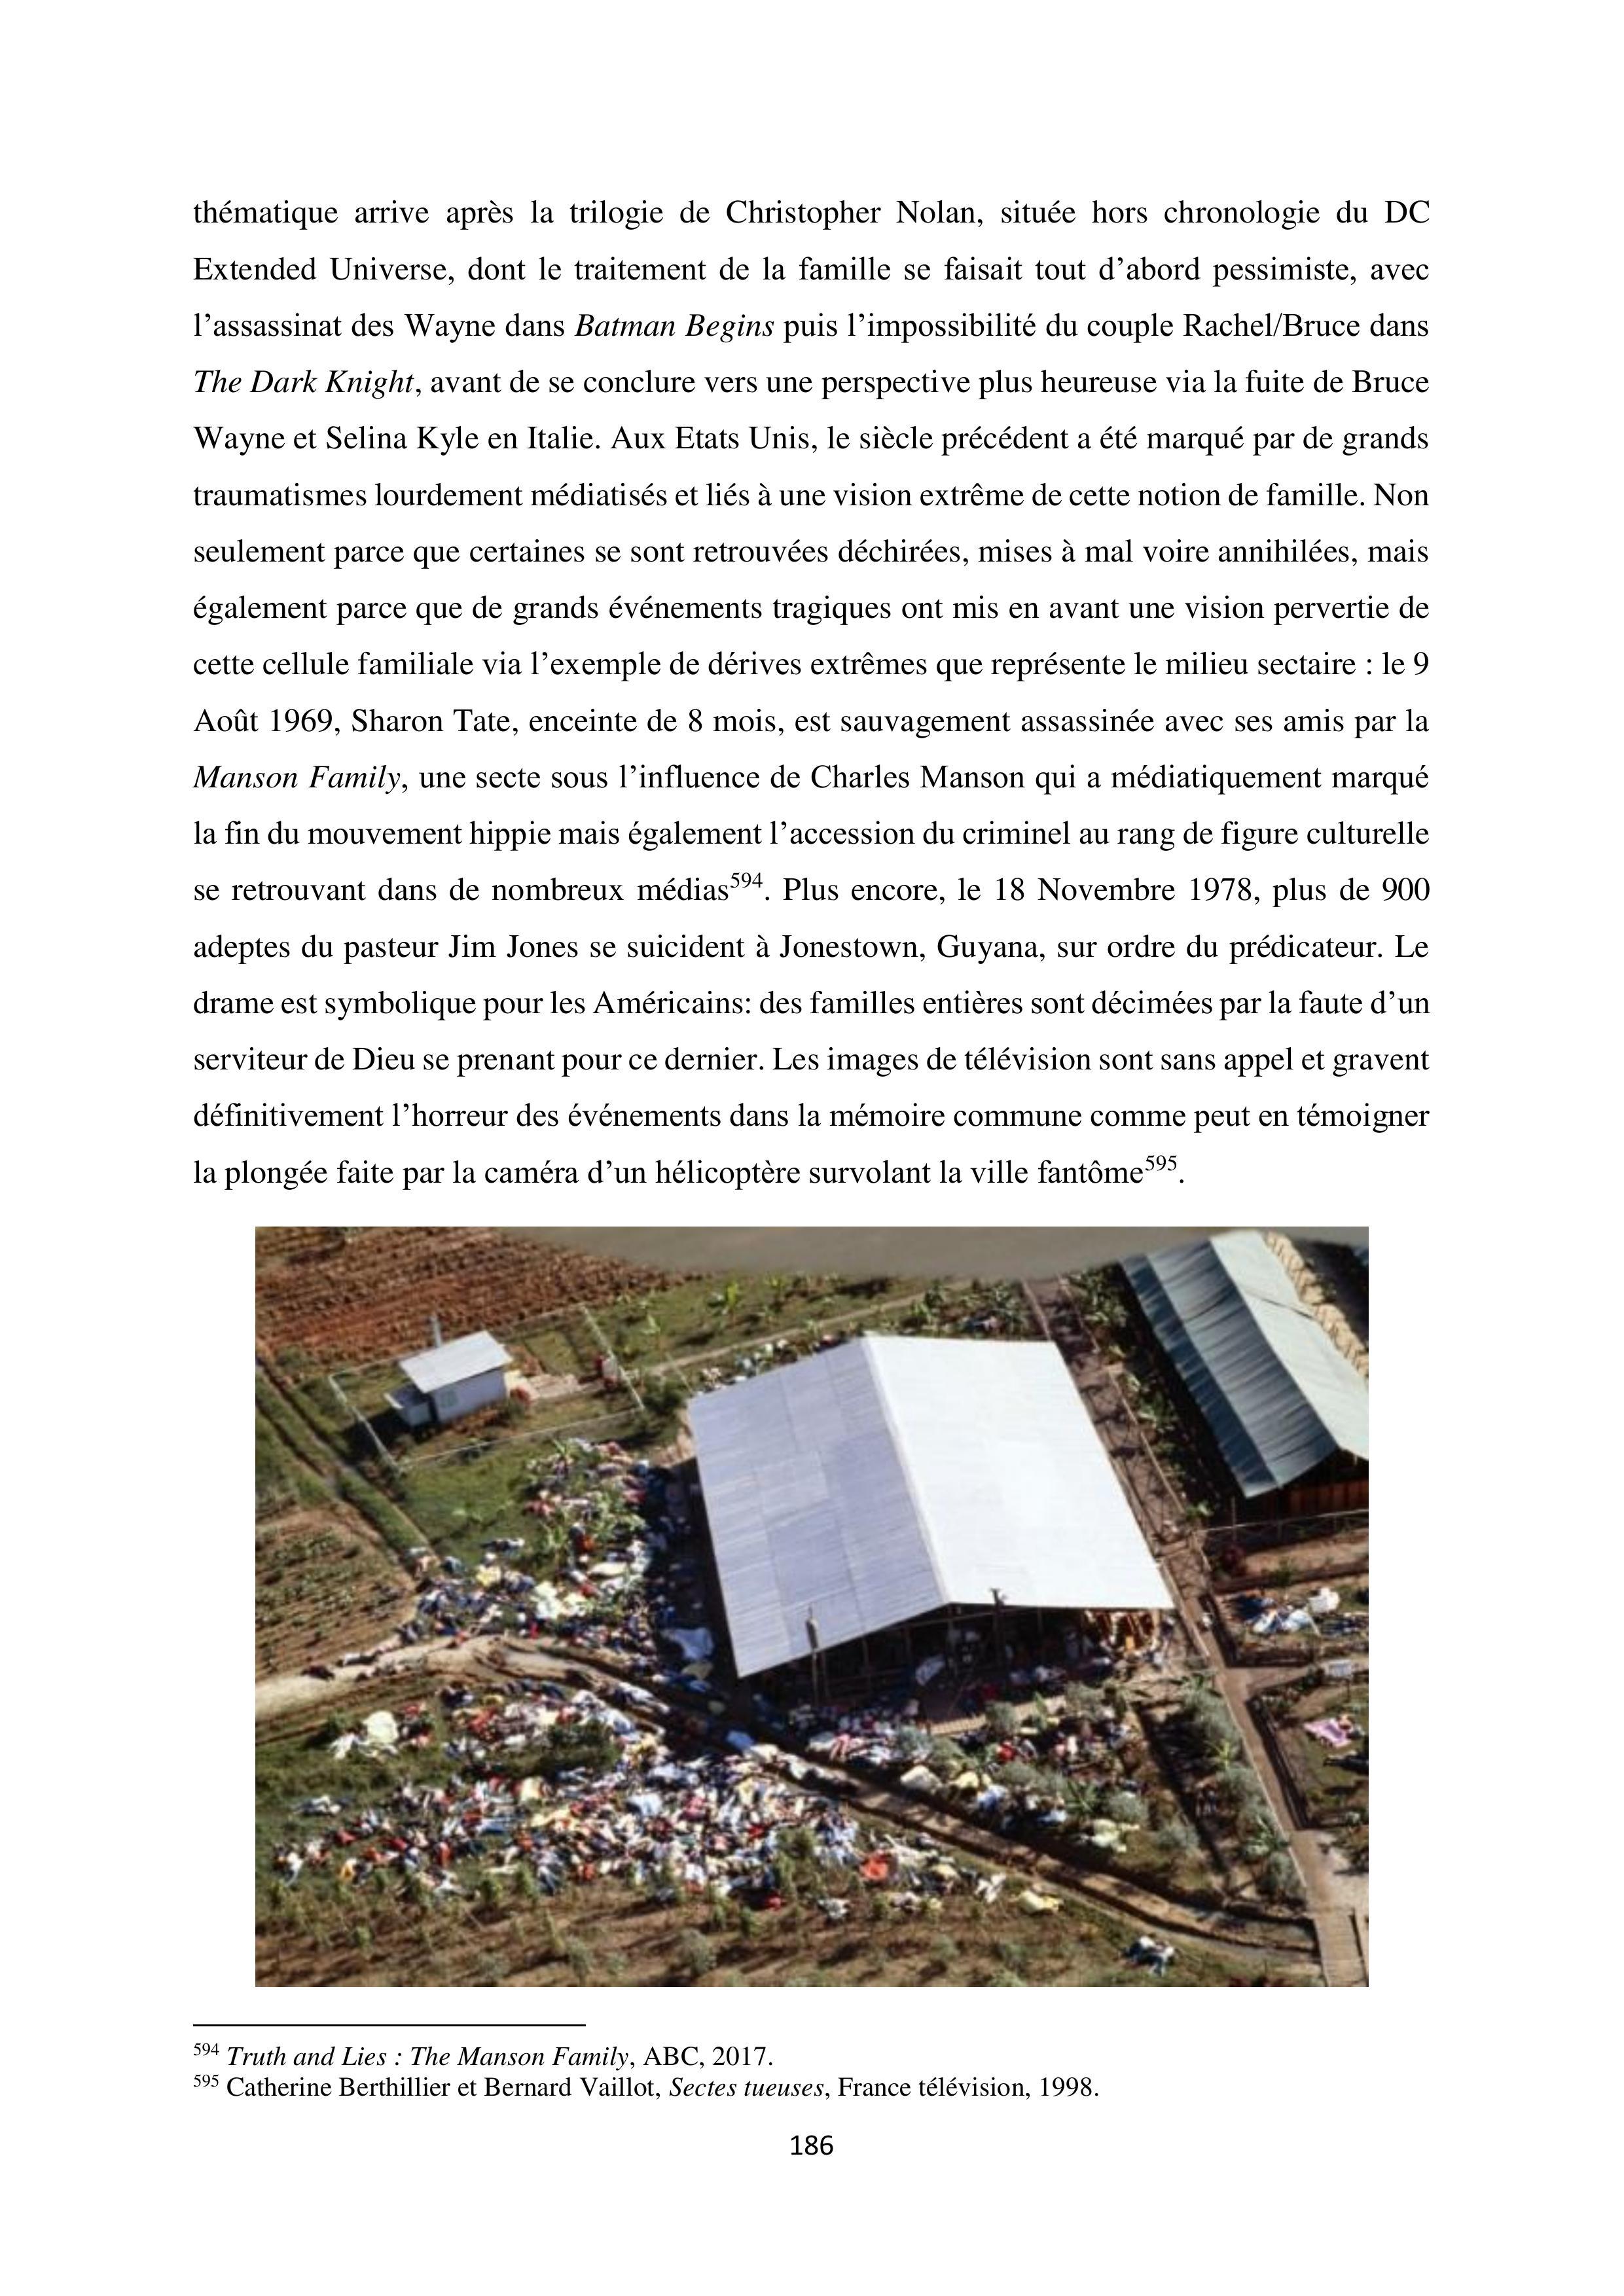 thématique arrive après la trilogie de Christopher Nolan, située hors chronologie du DC
Extended Universe, dont le traitement de la famille se faisait tout d’abord pessimiste, avec
l’assassinat des Wayne dans Batman Begins puis l’impossibilité du couple Rachel/Bruce dans
The Dark Knight, avant de se conclure vers une perspective plus heureuse via la fuite de Bruce
Wayne et Selina Kyle en Italie. Aux Etats Unis, le siècle précédent a été marqué par de grands
traumatismes lourdement médiatisés et liés à une vision extrême de cette notion de famille. Non
seulement parce que certaines se sont retrouvées déchirées, mises à mal voire annihilées, mais
également parce que de grands événements tragiques ont mis en avant une vision pervertie de
cette cellule familiale via l’exemple de dérives extrêmes que représente le milieu sectaire : le 9
Août 1969, Sharon Tate, enceinte de 8 mois, est sauvagement assassinée avec ses amis par la
Manson Family, une secte sous l’influence de Charles Manson qui a médiatiquement marqué
la fin du mouvement hippie mais également l’accession du criminel au rang de figure culturelle
se retrouvant dans de nombreux médias594. Plus encore, le 18 Novembre 1978, plus de 900
adeptes du pasteur Jim Jones se suicident à Jonestown, Guyana, sur ordre du prédicateur. Le
drame est symbolique pour les Américains: des familles entières sont décimées par la faute d’un
serviteur de Dieu se prenant pour ce dernier. Les images de télévision sont sans appel et gravent
définitivement l’horreur des événements dans la mémoire commune comme peut en témoigner
la plongée faite par la caméra d’un hélicoptère survolant la ville fantôme595.
594 Truth and Lies : The Manson Family, ABC, 2017.
595 Catherine Berthillier et Bernard Vaillot, Sectes tueuses, France télévision, 1998.
186